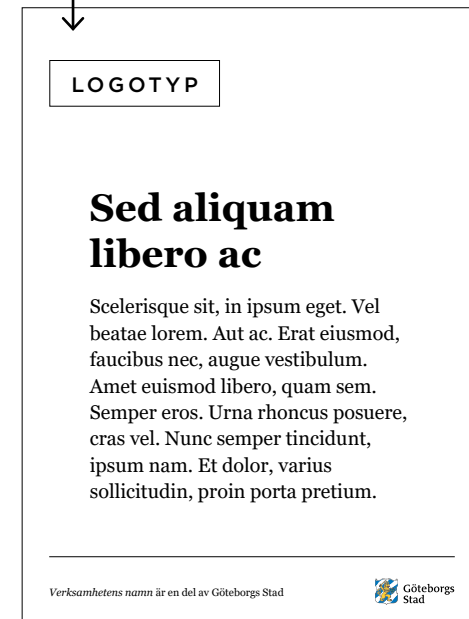 LOGOTYP
Sed aliquam
libero ac
Scelerisque sit, in ipsum eget. Vel
beatae lorem. Aut ac. Erat eiusmod,
faucibus nec, augue vestibulum.
Amet euismod libero, quam sem.
Semper eros. Urna rhoncus posuere,
cras vel. Nunc semper tincidunt,
ipsum nam. Et dolor, varius
sollicitudin, proin porta pretium.
Verksamhetens namn är en del av Göteborgs Stad
Göteborgs
Stad